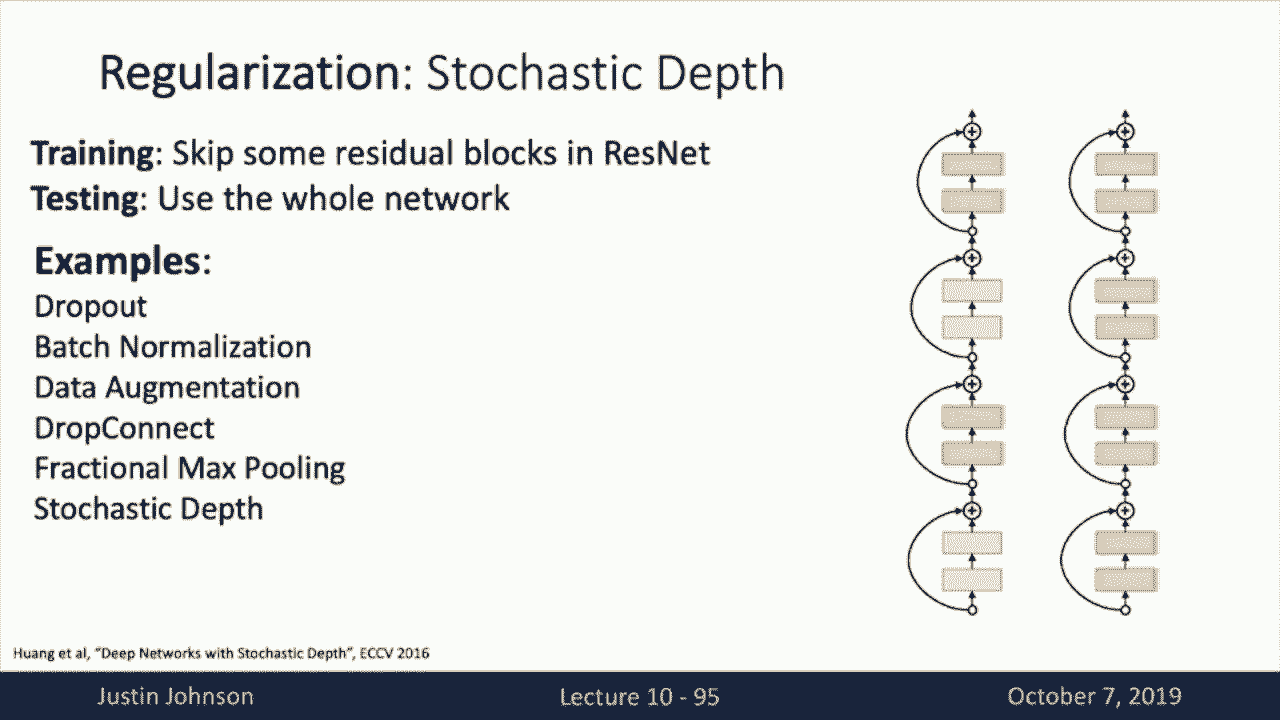 Regularization: Stochastic Depth
Training: Skip some residual blocks in ResNet
Testing: Use the whole network
Examples:
Dropout
Batch Normalization
Data Augmentation
DropConnect
Fractional Max Pooling
Stochastic Depth
Huang et al, “Deep Networks with Stochastic Depth”, ECCV 2016
Justin Johnson
Lecture 10 - 95
October 7, 2019